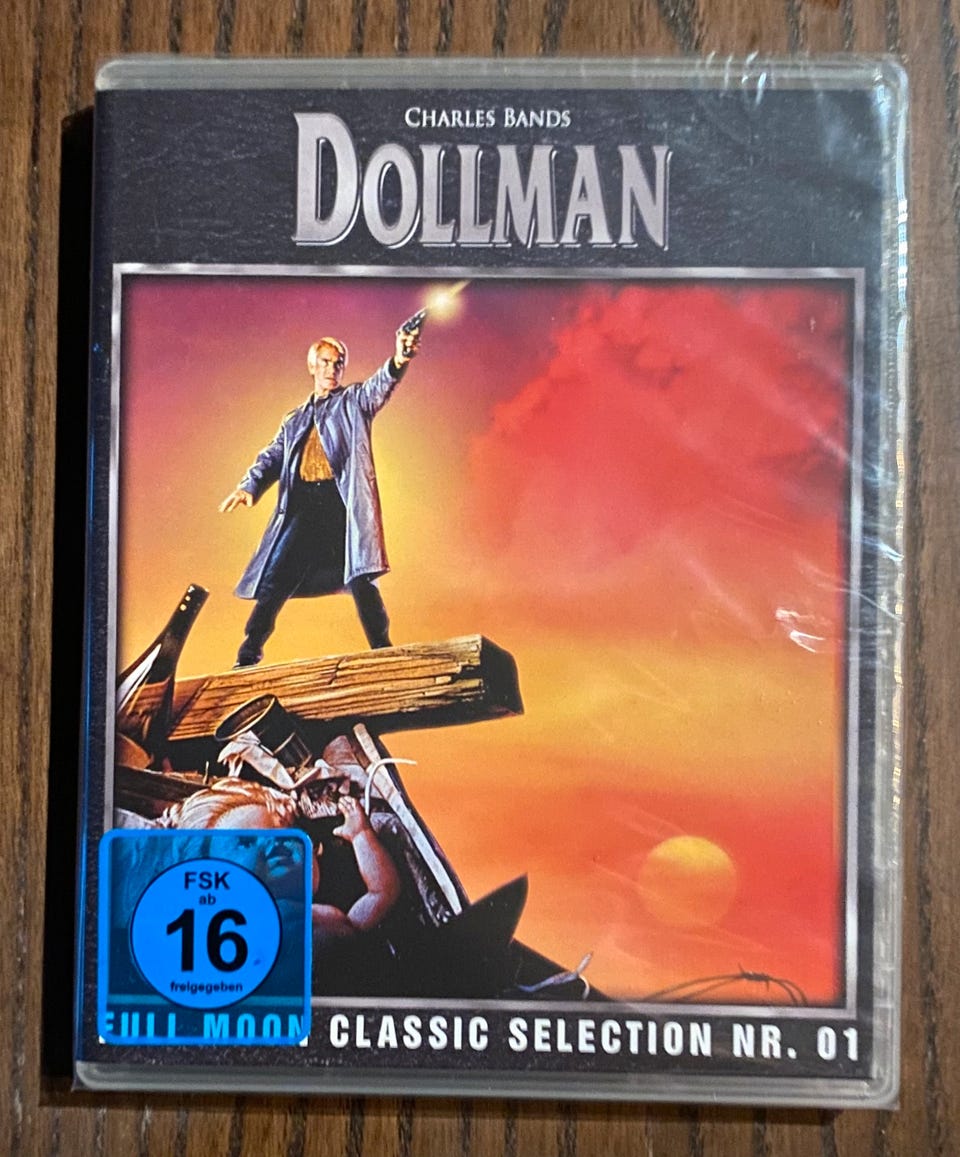 CHARLES BANDS
DOLLMAN
FSK
ab
16
freigegeben
FULL MOON CLASSIC SELECTION NR. 01